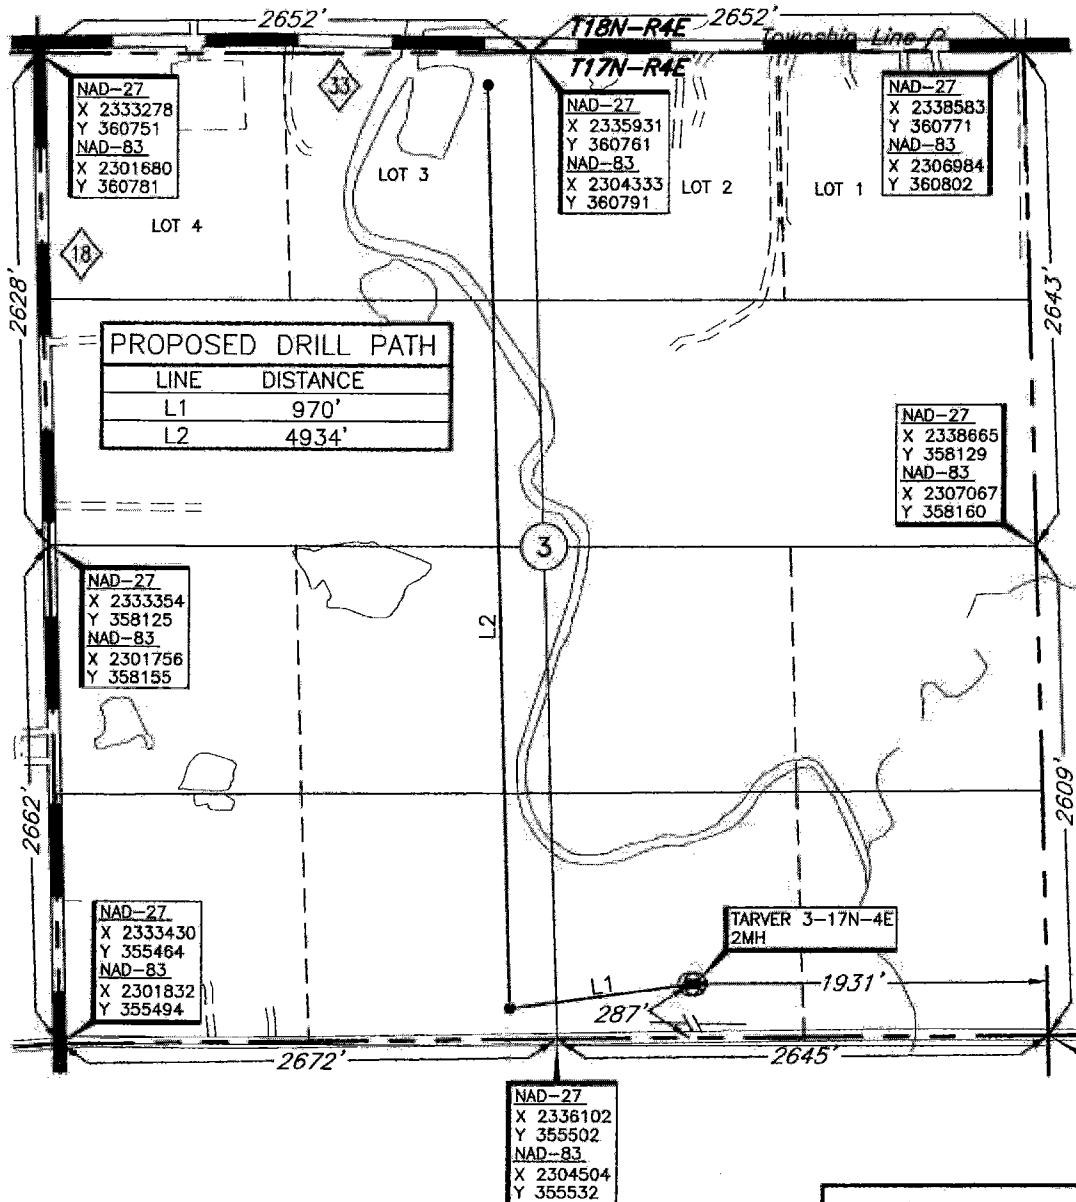 2652'
2652'
T18N-R4E
Township Line
T17N-R4E
33
NAD-27
X 2333278
Y 360751
NAD-83
X 2301680
Y 360781
NAD-27
X 2335931
Y 360761
NAD-83
X 2304333
Y 360791
NAD-27
X 2338583
Y 360771
NAD-83
X 2306984
Y 360802
LOT 4
LOT 3
LOT 2
LOT 1
18
2628'
2643'
PROPOSED DRILL PATH
LINE DISTANCE
L1 970'
L2 4934'
NAD-27
X 2338665
Y 358129
NAD-83
X 2307067
Y 358160
3
NAD-27
X 2333354
Y 358125
NAD-83
X 2301756
Y 358155
L2
2662'
2609'
NAD-27
X 2333430
Y 355464
NAD-83
X 2301832
Y 355494
TARVER 3-17N-4E
2MH
L1
1931'
287'
2672'
2645'
NAD-27
X 2336102
Y 355502
NAD-83
X 2304504
Y 355532